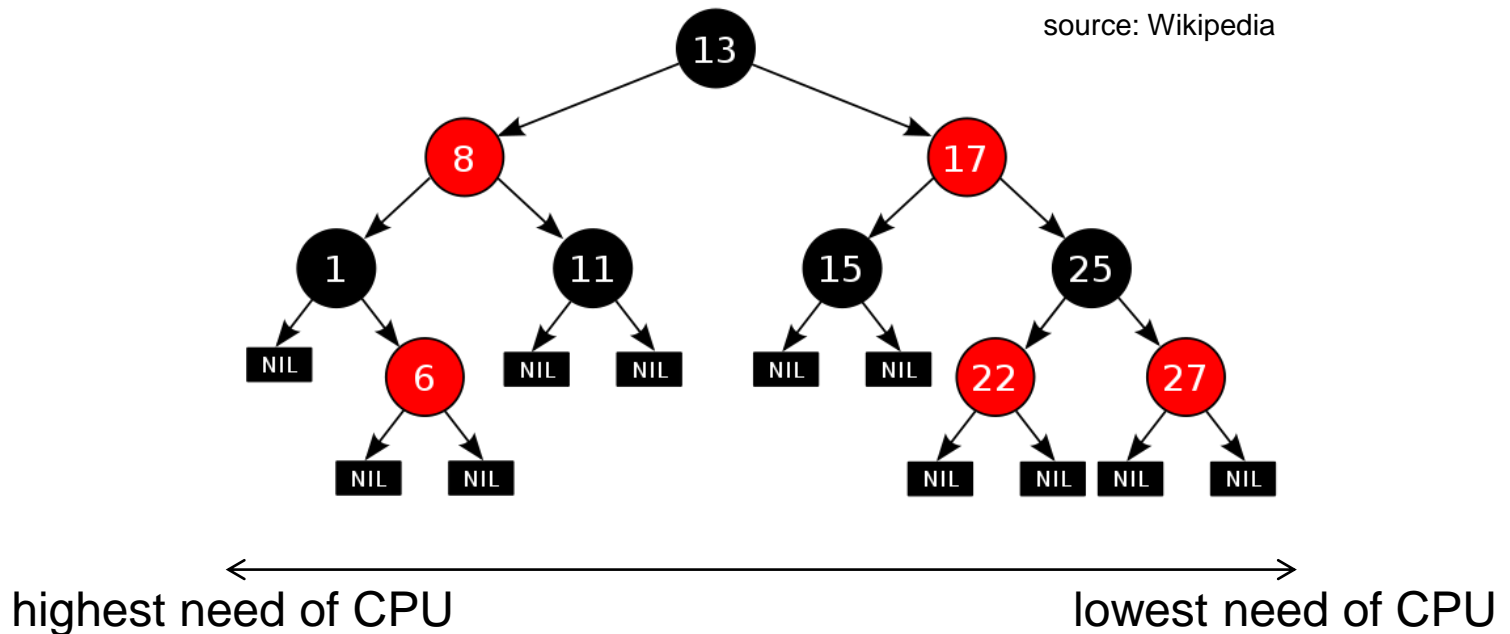 source: Wikipedia
13
8 17
1 11 15 25
NIL 6 NIL NIL NIL NIL 22 27
NIL NIL NIL NIL NIL NIL
highest need of CPU lowest need of CPU